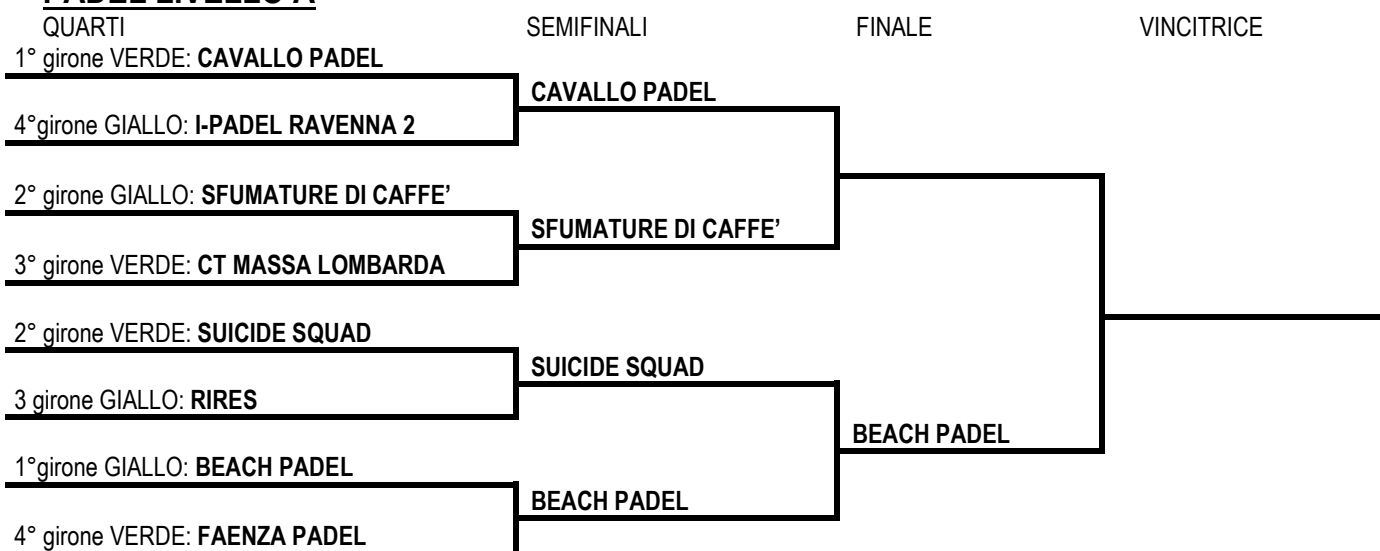 PADEL LIVELLO A
QUARTI SEMIFINALI FINALE VINCITRICE
1° girone VERDE: CAVALLO PADEL
CAVALLO PADEL
4°girone GIALLO: I-PADEL RAVENNA 2
2° girone GIALLO: SFUMATURE DI CAFFE’
SFUMATURE DI CAFFE’
3° girone VERDE: CT MASSA LOMBARDA
2° girone VERDE: SUICIDE SQUAD
SUICIDE SQUAD
3 girone GIALLO: RIRES
BEACH PADEL
1°girone GIALLO: BEACH PADEL
BEACH PADEL
4° girone VERDE: FAENZA PADEL